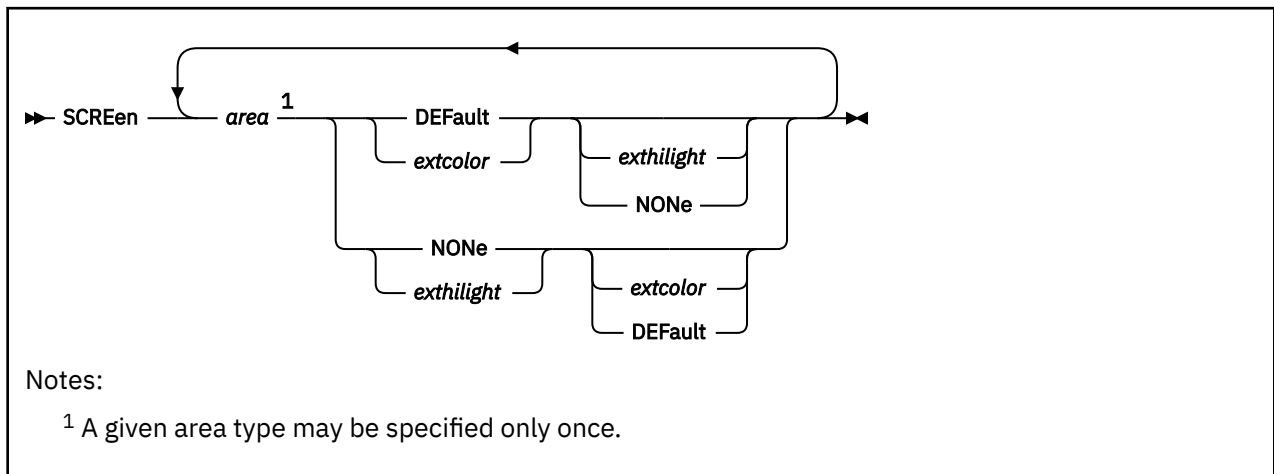 SCREen area 1 DEFault
extcolor exthilight
NONe
NONe
exthilight extcolor
DEFault
Notes:
1 A given area type may be specified only once.